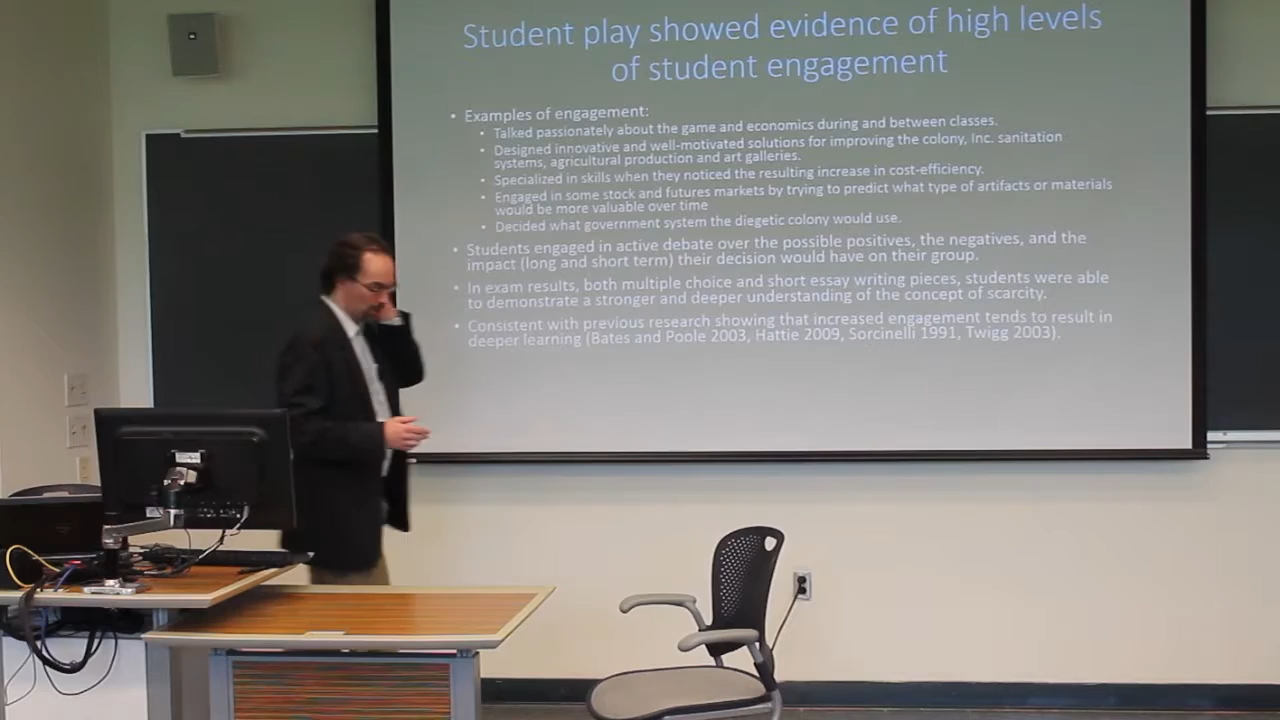 Student play showed evidence of high levels
of student engagement
• Examples of engagement:
• Talked passionately about the game and economics during and between classes.
• Designed innovative and well-motivated solutions for improving the colony, Inc. sanitation
systems, agricultural production and art galleries.
• Specialized in skills when they noticed the resulting increase in cost-efficiency.
• Engaged in some stock and futures markets by trying to predict what type of artifacts or materials
would be more valuable over time
• Decided what government system the diegetic colony would use.
• Students engaged in active debate over the possible positives, the negatives, and the
impact (long and short term) their decision would have on their group.
• In exam results, both multiple choice and short essay writing pieces, students were able
to demonstrate a stronger and deeper understanding of the concept of scarcity.
• Consistent with previous research showing that increased engagement tends to result in
deeper learning (Bates and Poole 2003, Hattie 2009, Sorcinelli 1991, Twigg 2003).